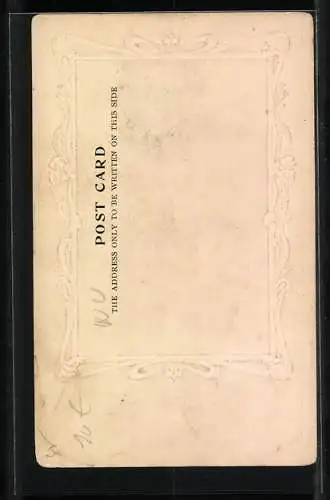 POST CARD
THE ADDRESS ONLY TO BE WRITTEN ON THIS SIDE